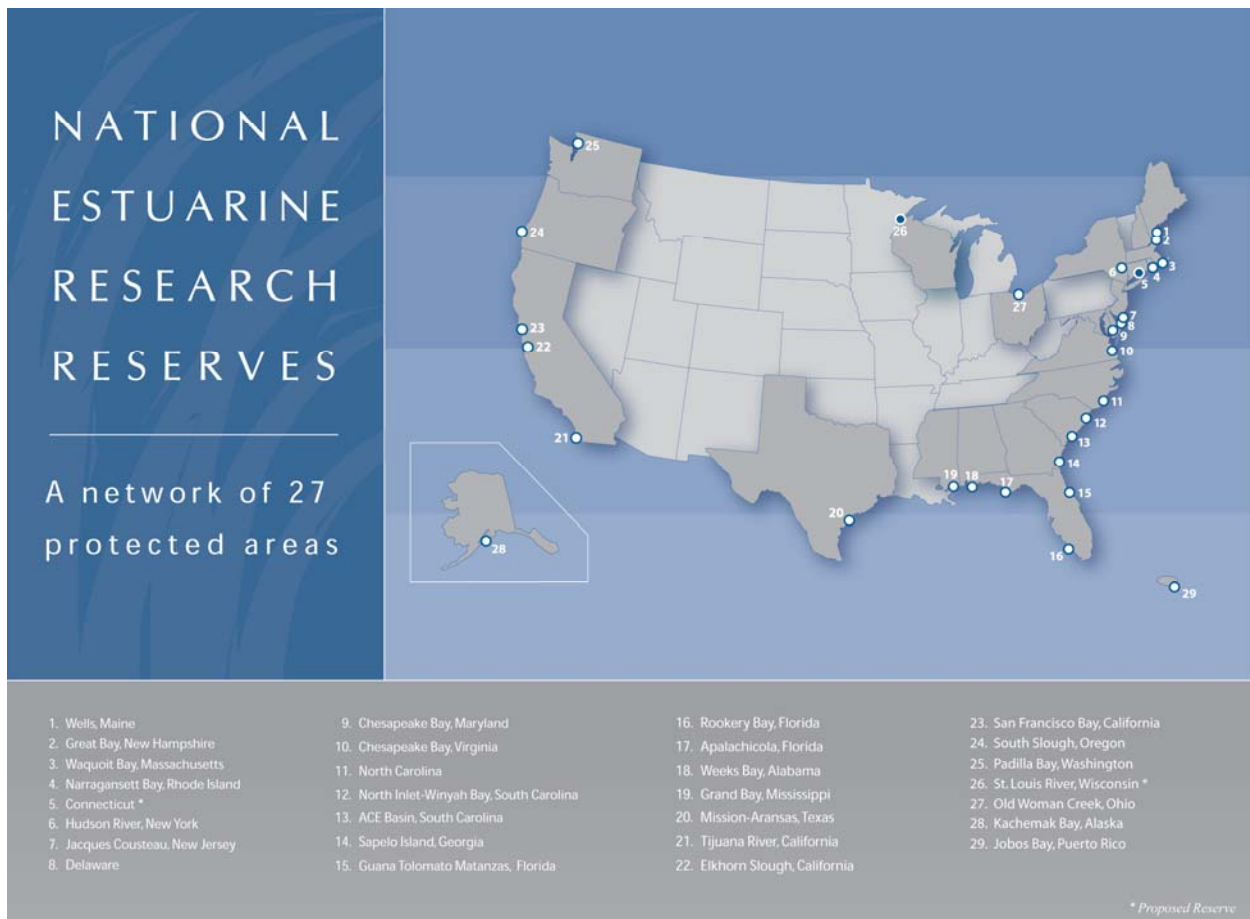 NATIONAL
ESTUARINE
RESEARCH
RESERVES
A network of 27
protected areas
25
24
23
22
21
28
26
27
20
19
18
17
16
15
14
13
12
11
10
9
8
7
6
5
4
3
2
1
29
1. Wells, Maine
2. Great Bay, New Hampshire
3. Waquoit Bay, Massachusetts
4. Narragansett Bay, Rhode Island
5. Connecticut *
6. Hudson River, New York
7. Jacques Cousteau, New Jersey
8. Delaware
9. Chesapeake Bay, Maryland
10. Chesapeake Bay, Virginia
11. North Carolina
12. North Inlet-Winyah Bay, South Carolina
13. ACE Basin, South Carolina
14. Sapelo Island, Georgia
15. Guana Tolomato Matanzas, Florida
16. Rookery Bay, Florida
17. Apalachicola, Florida
18. Weeks Bay, Alabama
19. Grand Bay, Mississippi
20. Mission-Aransas, Texas
21. Tijuana River, California
22. Elkhorn Slough, California
23. San Francisco Bay, California
24. South Slough, Oregon
25. Padilla Bay, Washington
26. St. Louis River, Wisconsin *
27. Old Woman Creek, Ohio
28. Kachemak Bay, Alaska
29. Jobos Bay, Puerto Rico
* Proposed Reserve